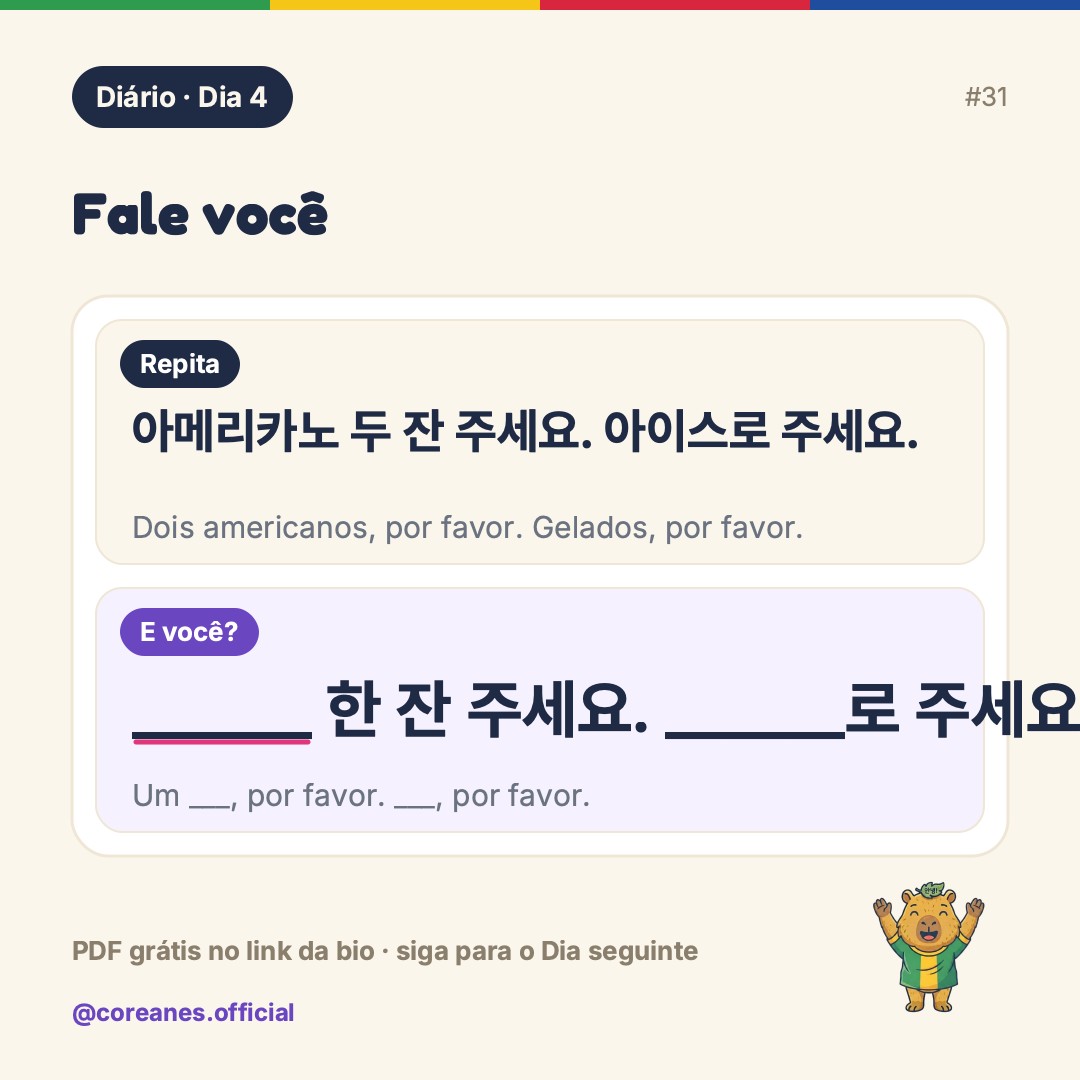 Diário · Dia 4
#31
Fale você
Repita
아메리카노 두 잔 주세요. 아이스로 주세요.
Dois americanos, por favor. Gelados, por favor.
E você?
______ 한 잔 주세요. ______로 주세요
Um ___, por favor. ___, por favor.
PDF grátis no link da bio · siga para o Dia seguinte
@coreanes.official